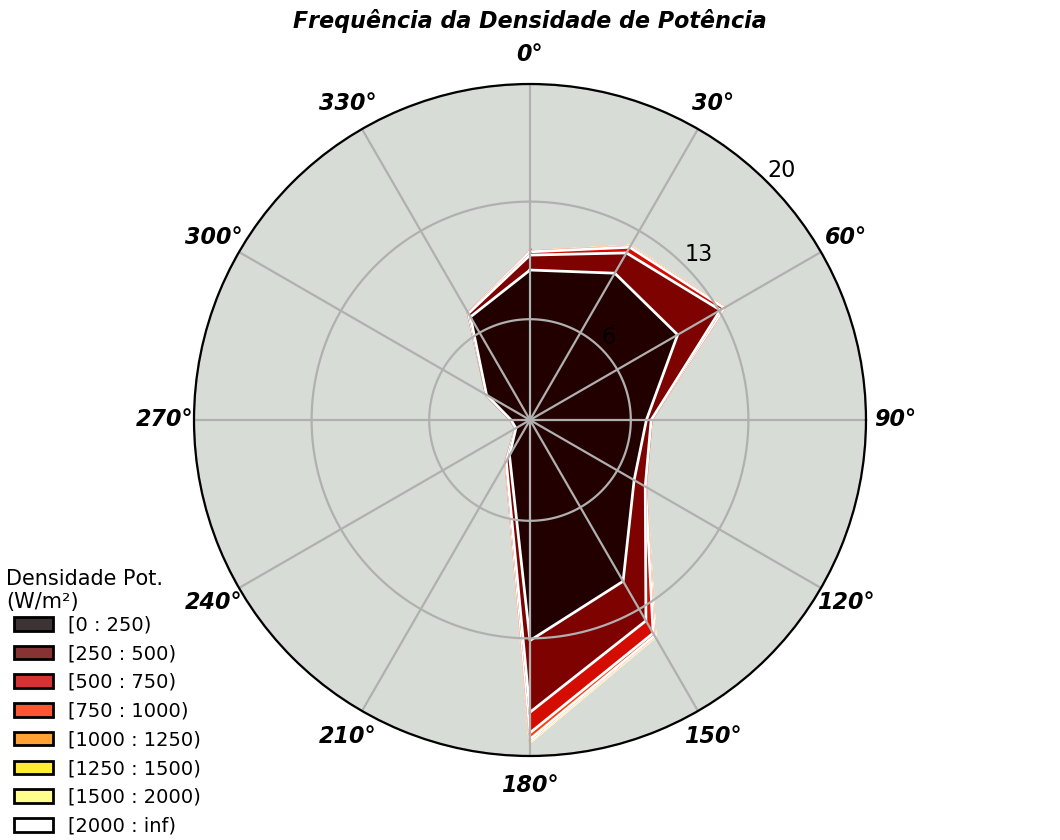 Frequência da Densidade de Potência
0°
330°
30°
20
300°
60°
13
6
270°
90°
240°
120°
210°
150°
180°
Densidade Pot.
(W/m²)
[0 : 250)
[250 : 500)
[500 : 750)
[750 : 1000)
[1000 : 1250)
[1250 : 1500)
[1500 : 2000)
[2000 : inf)